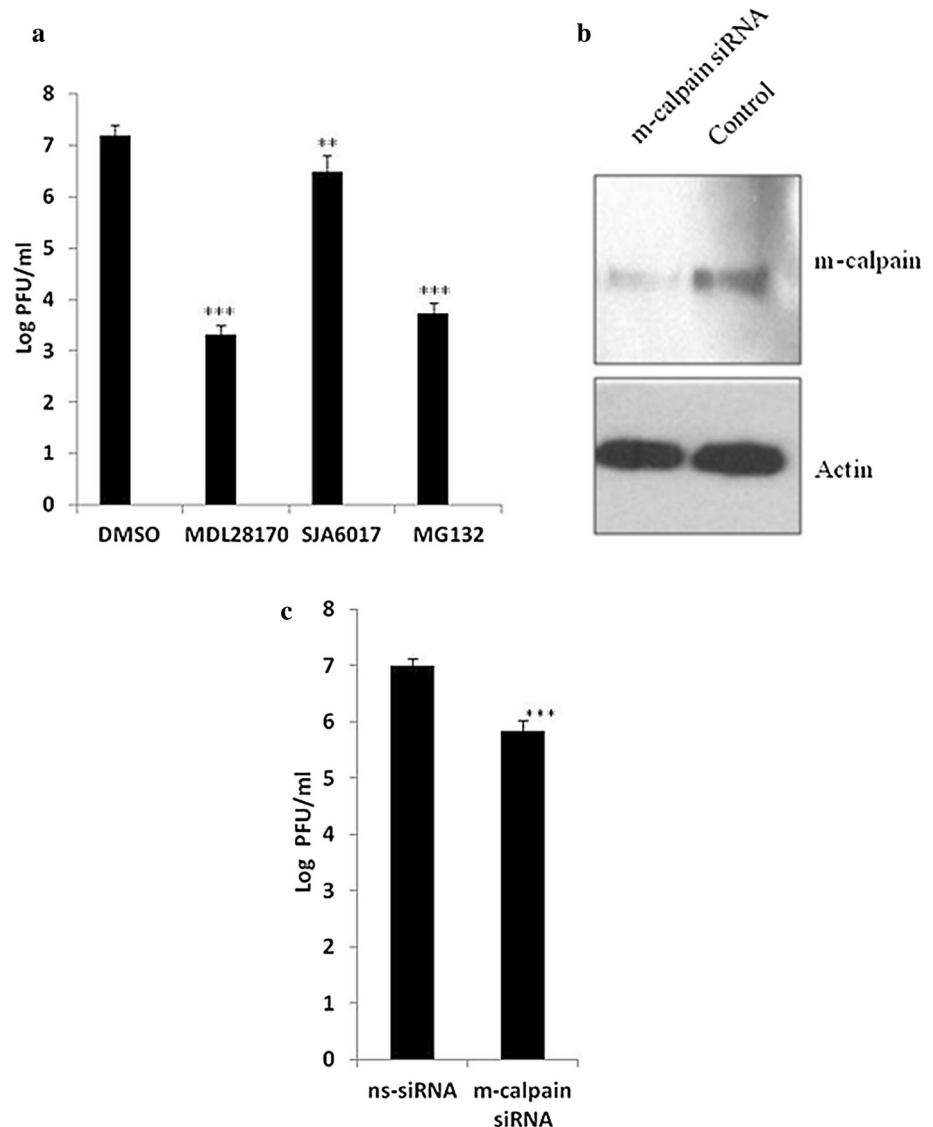 a
Log PFU/ml
8
7
6
5
4
3
2
1
0
**
***
***
DMSO MDL28170 SJA6017 MG132
b
m-calpain siRNA
Control
m-calpain
Actin
c
Log PFU/ml
8
7
6
5
4
3
2
1
0
***
ns-siRNA m-calpain
siRNA